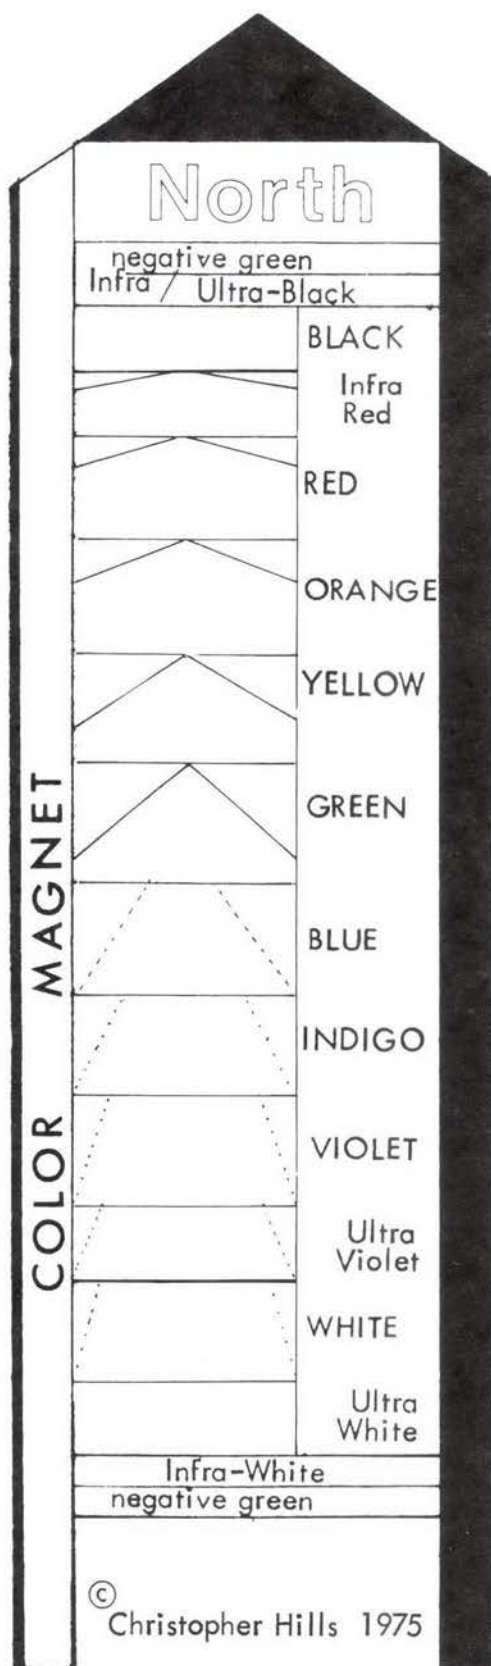 North
negative green
Infra / Ultra-Black
BLACK
Infra
Red
RED
ORANGE
YELLOW
GREEN
BLUE
INDIGO
VIOLET
Ultra
Violet
WHITE
Ultra
White
Infra-White
negative green
© Christopher Hills 1975
COLOR MAGNET